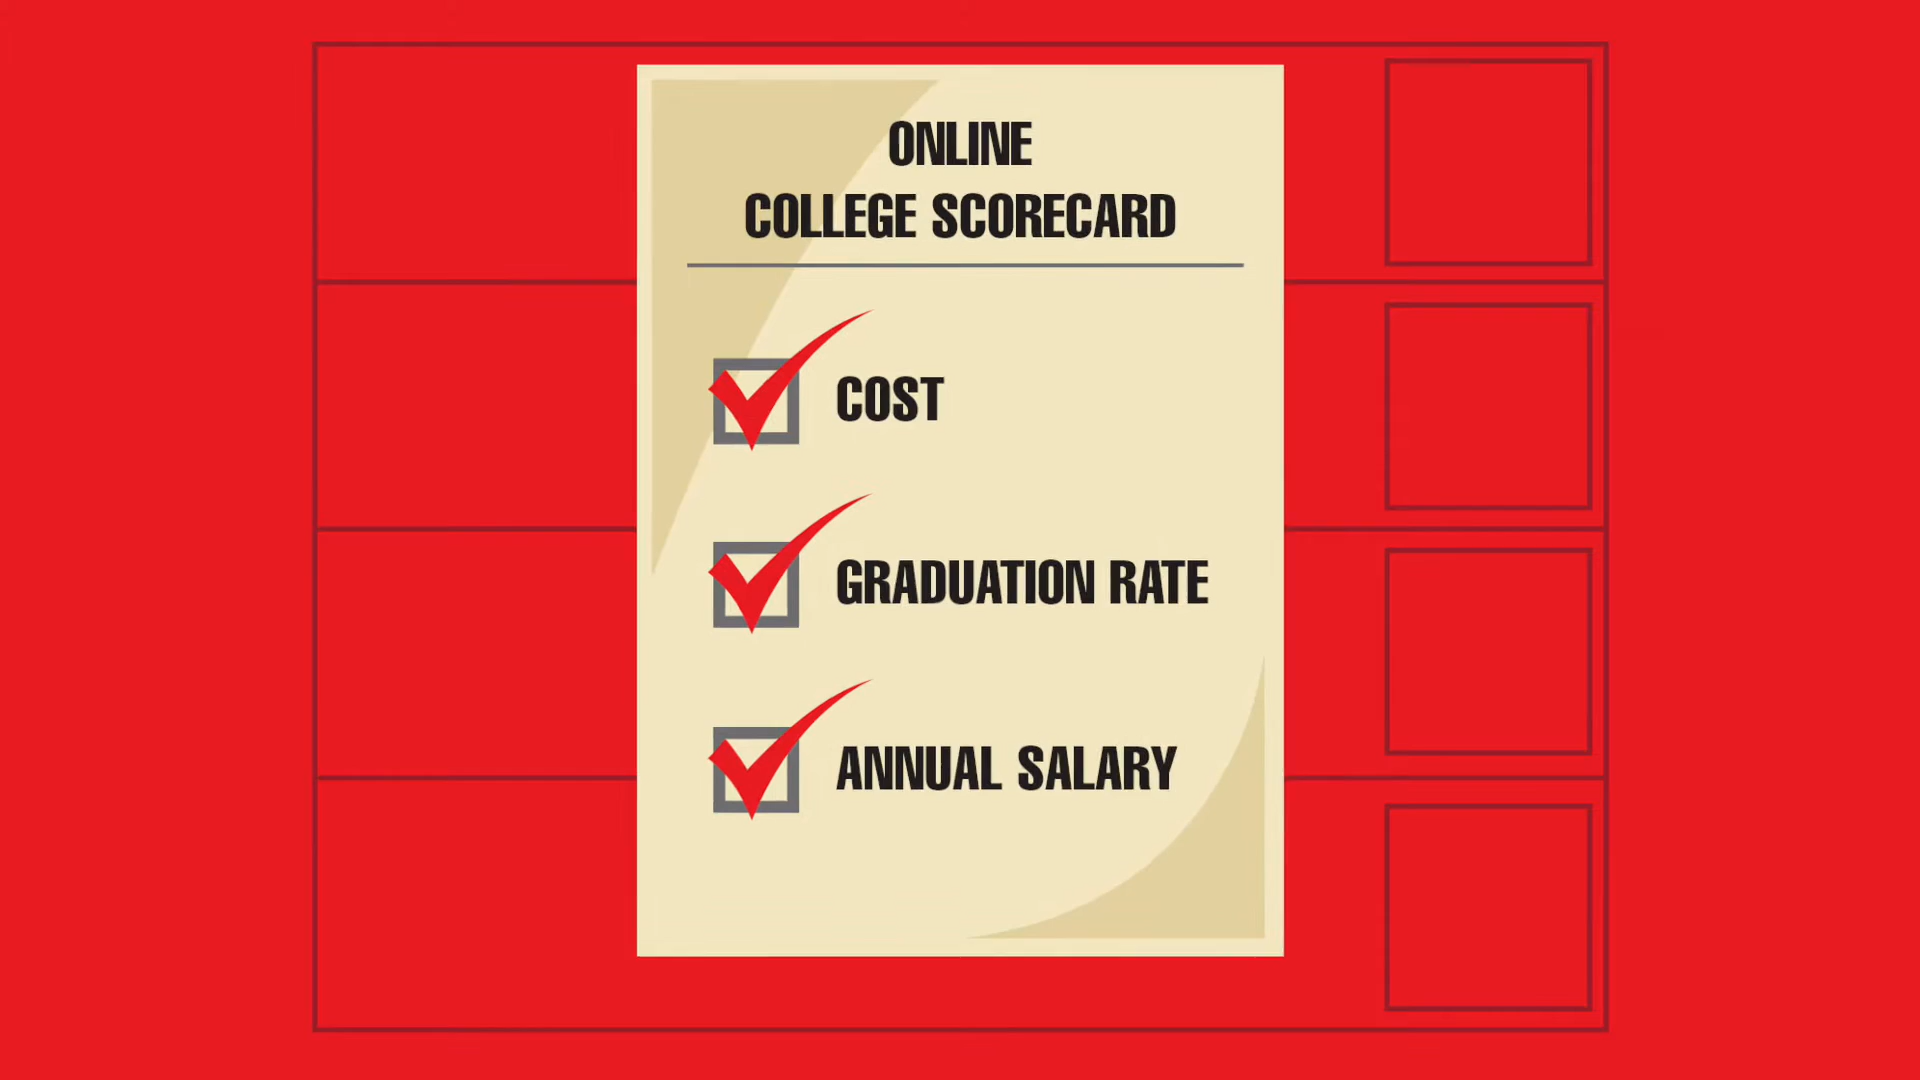 ONLINE
COLLEGE SCORECARD
COST
GRADUATION RATE
ANNUAL SALARY